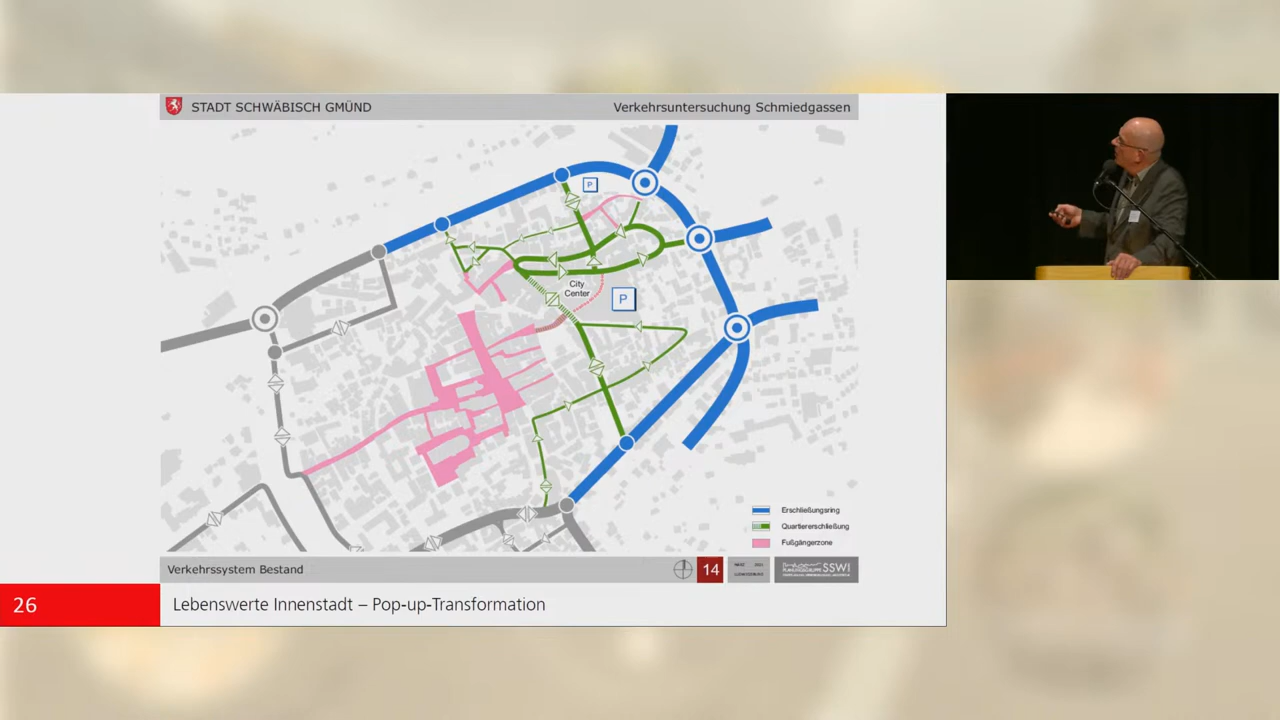 STADT SCHWÄBISCH GMÜND
Verkehrsuntersuchung Schmiedgassen
P
City
Center
P
Erschließungsring
Quartiererschließung
Fußgängerzone
Verkehrssystem Bestand
14
SSWI
26
Lebenswerte Innenstadt – Pop-up-Transformation